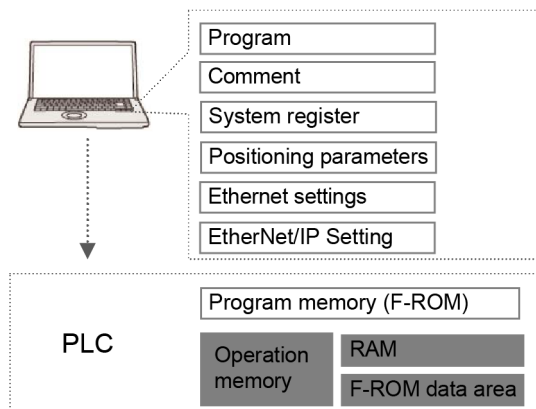 Program
Comment
System register
Positioning parameters
Ethernet settings
EtherNet/IP Setting
Program memory (F-ROM)
PLC
Operation
memory
RAM
F-ROM data area